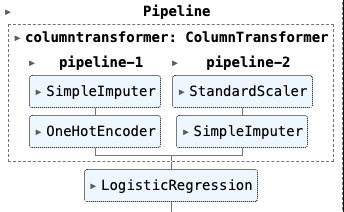 Pipeline
columntransformer: ColumnTransformer
pipeline-1
pipeline-2
SimpleImputer
StandardScaler
OneHotEncoder
SimpleImputer
LogisticRegression